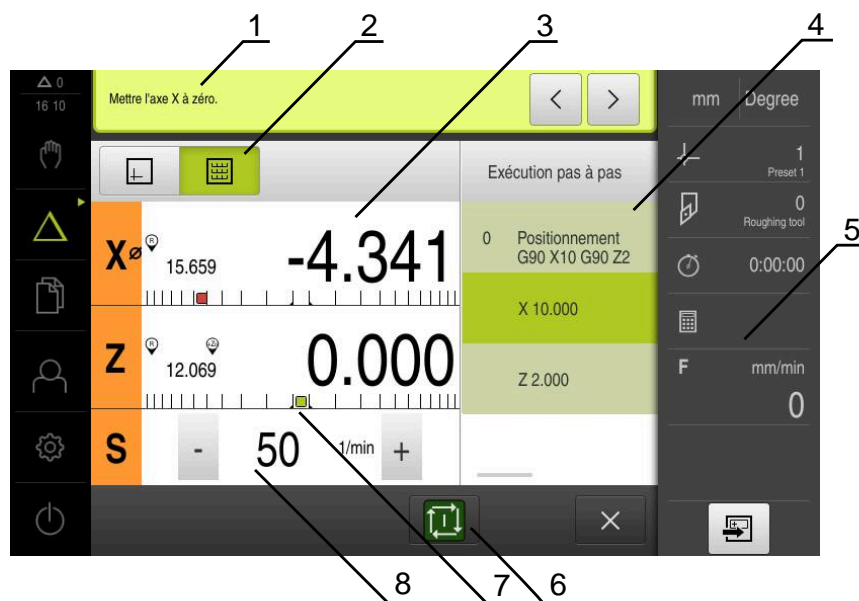 1
2
3
4
0
16 10
Mettre l'axe X à zéro.
< >
mm Degree
Exécution pas à pas
1
Preset 1
X ø
R
15.659
-4.341
0 Positionnement
G90 X10 G90 Z2
X 10.000
Z 2.000
0
Roughing tool
5
0:00:00
Z
R
12.069
0.000
F mm/min
0
S
-
50
1/min
+
I
8
7
6